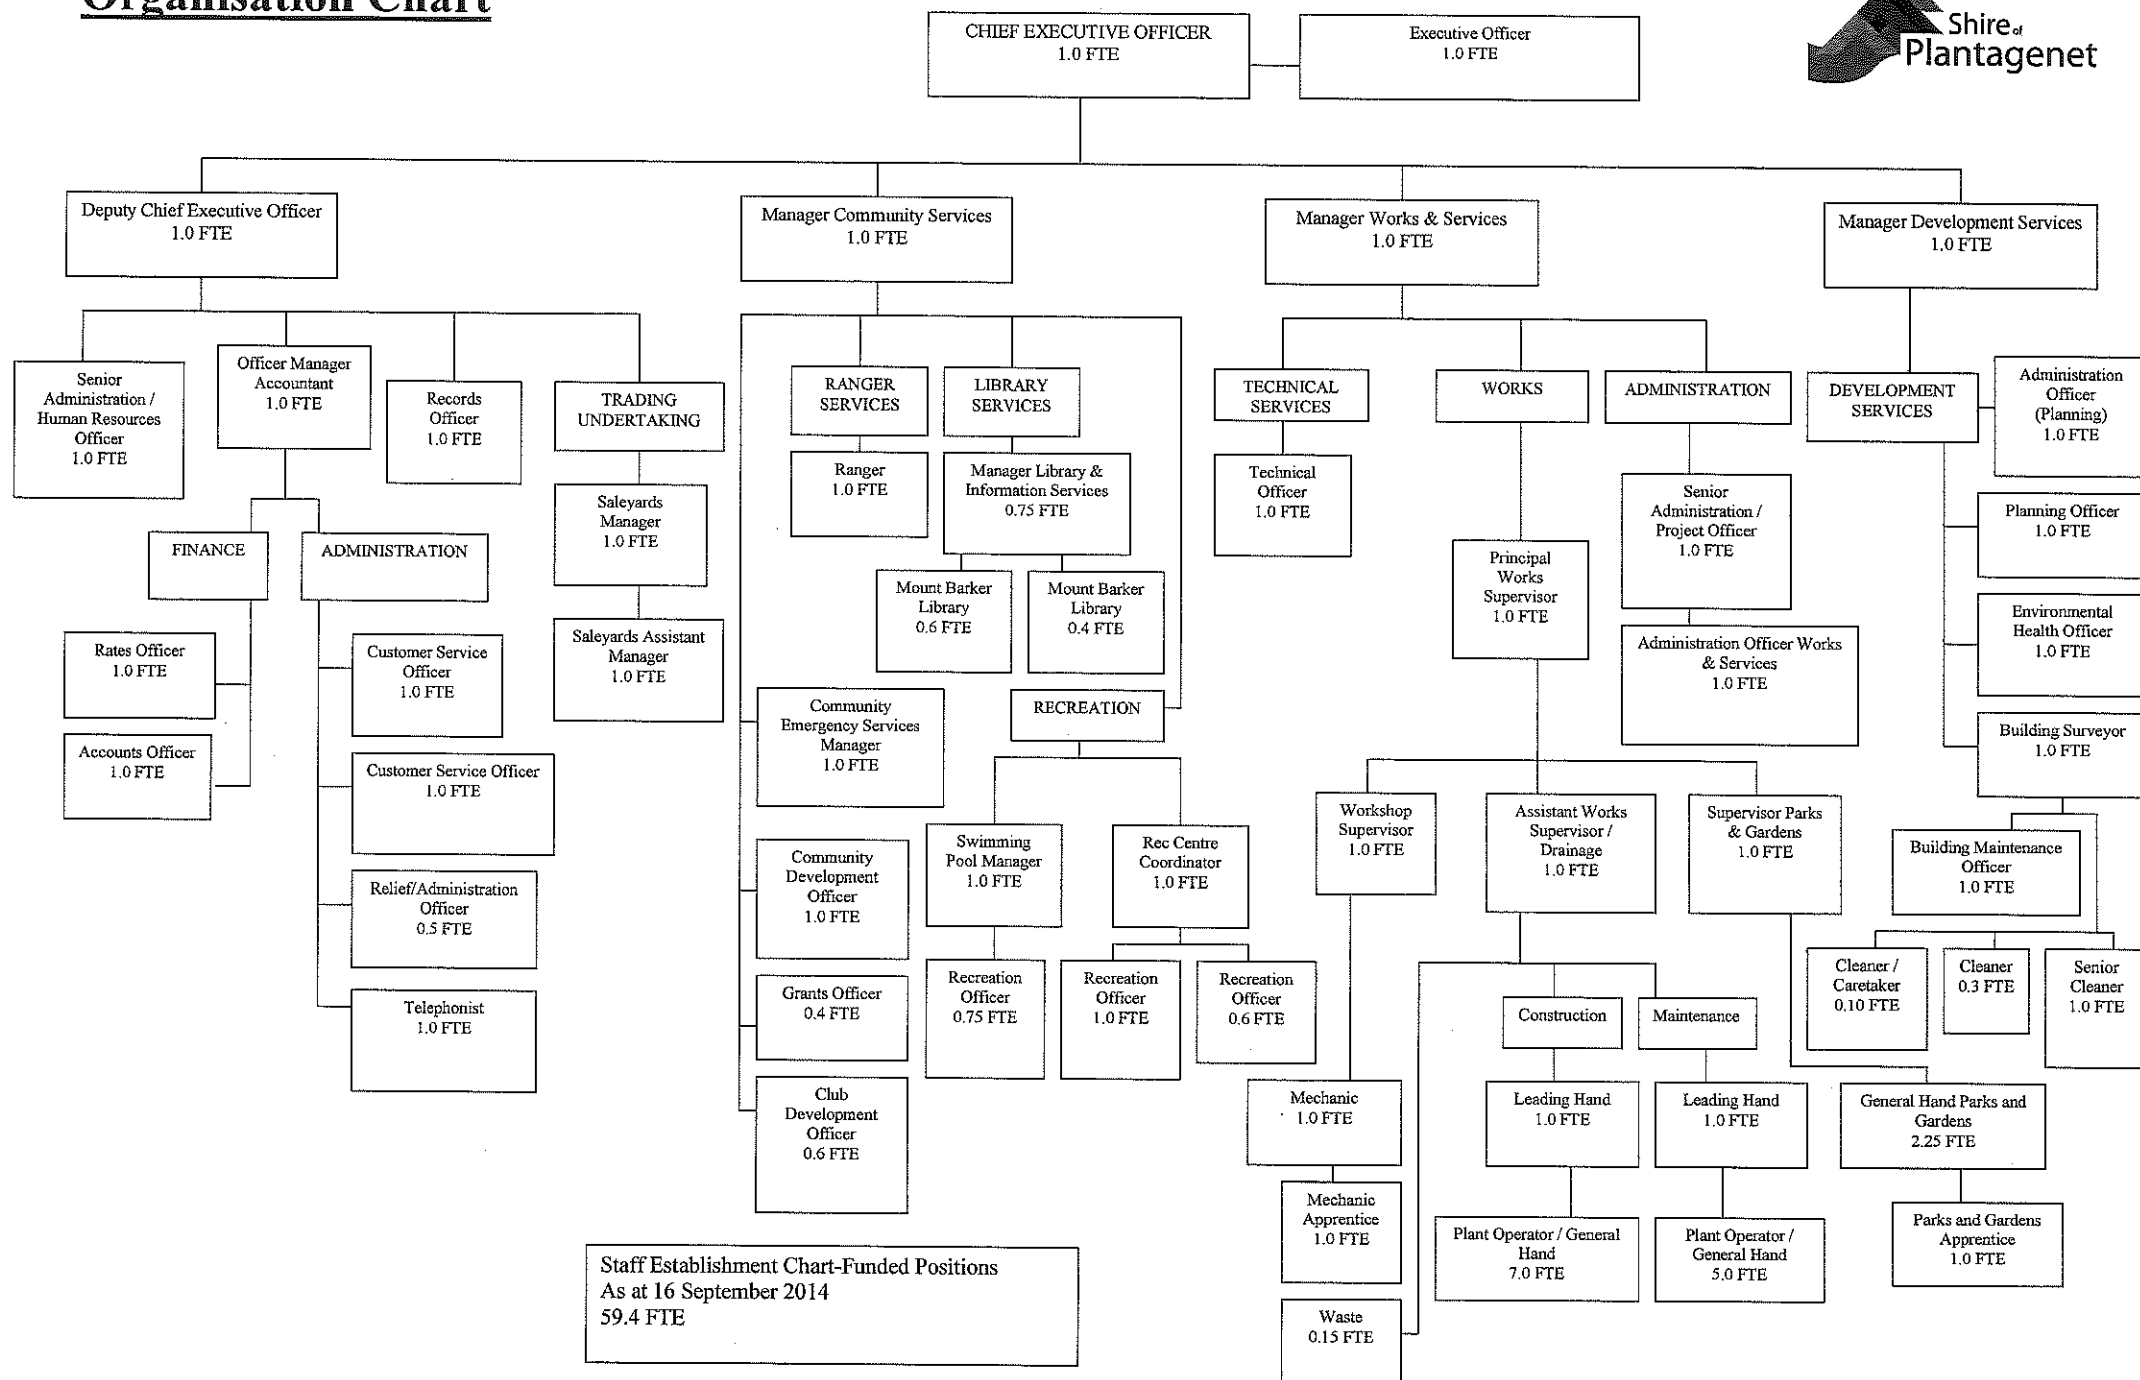 Organisation Chart
Shire of
Plantagenet
CHIEF EXECUTIVE OFFICER
1.0 FTE
Executive Officer
1.0 FTE
Deputy Chief Executive Officer
1.0 FTE
Manager Community Services
1.0 FTE
Manager Works & Services
1.0 FTE
Manager Development Services
1.0 FTE
Senior
Administration /
Human Resources
Officer
1.0 FTE
Officer Manager
Accountant
1.0 FTE
Records
Officer
1.0 FTE
TRADING
UNDERTAKING
Saleyards
Manager
1.0 FTE
Saleyards Assistant
Manager
1.0 FTE
FINANCE
ADMINISTRATION
Rates Officer
1.0 FTE
Accounts Officer
1.0 FTE
Customer Service
Officer
1.0 FTE
Customer Service Officer
1.0 FTE
Relief/Administration
Officer
0.5 FTE
Telephonist
1.0 FTE
RANGER
SERVICES
Ranger
1.0 FTE
LIBRARY
SERVICES
Manager Library &
Information Services
0.75 FTE
Mount Barker
Library
0.6 FTE
Mount Barker
Library
0.4 FTE
RECREATION
Community
Emergency Services
Manager
1.0 FTE
Community
Development
Officer
1.0 FTE
Grants Officer
0.4 FTE
Club
Development
Officer
0.6 FTE
Swimming
Pool Manager
1.0 FTE
Rec Centre
Coordinator
1.0 FTE
Recreation
Officer
0.75 FTE
Recreation
Officer
1.0 FTE
Recreation
Officer
0.6 FTE
TECHNICAL
SERVICES
Technical
Officer
1.0 FTE
WORKS
Principal
Works
Supervisor
1.0 FTE
ADMINISTRATION
Senior
Administration /
Project Officer
1.0 FTE
Administration Officer Works
& Services
1.0 FTE
Workshop
Supervisor
1.0 FTE
Assistant Works
Supervisor /
Drainage
1.0 FTE
Supervisor Parks
& Gardens
1.0 FTE
Construction
Maintenance
Mechanic
1.0 FTE
Mechanic
Apprentice
1.0 FTE
Waste
0.15 FTE
Leading Hand
1.0 FTE
Leading Hand
1.0 FTE
Plant Operator / General
Hand
7.0 FTE
Plant Operator /
General Hand
5.0 FTE
General Hand Parks and
Gardens
2.25 FTE
Parks and Gardens
Apprentice
1.0 FTE
DEVELOPMENT
SERVICES
Administration
Officer
(Planning)
1.0 FTE
Planning Officer
1.0 FTE
Environmental
Health Officer
1.0 FTE
Building Surveyor
1.0 FTE
Building Maintenance
Officer
1.0 FTE
Cleaner /
Caretaker
0.10 FTE
Cleaner
0.3 FTE
Senior
Cleaner
1.0 FTE
Staff Establishment Chart-Funded Positions
As at 16 September 2014
59.4 FTE